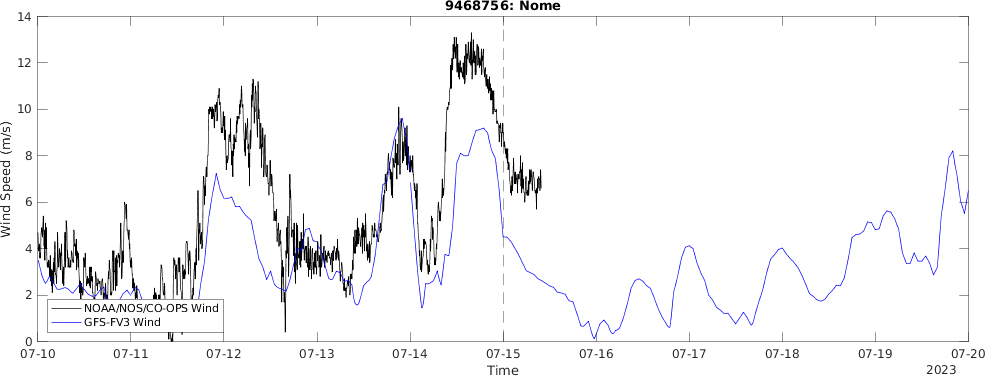 9468756: Nome
Wind Speed (m/s)
14
12
10
8
6
4
2
0
NOAA/NOS/CO-OPS Wind
GFS-FV3 Wind
07-10 07-11 07-12 07-13 07-14 07-15 07-16 07-17 07-18 07-19 07-20
Time
2023